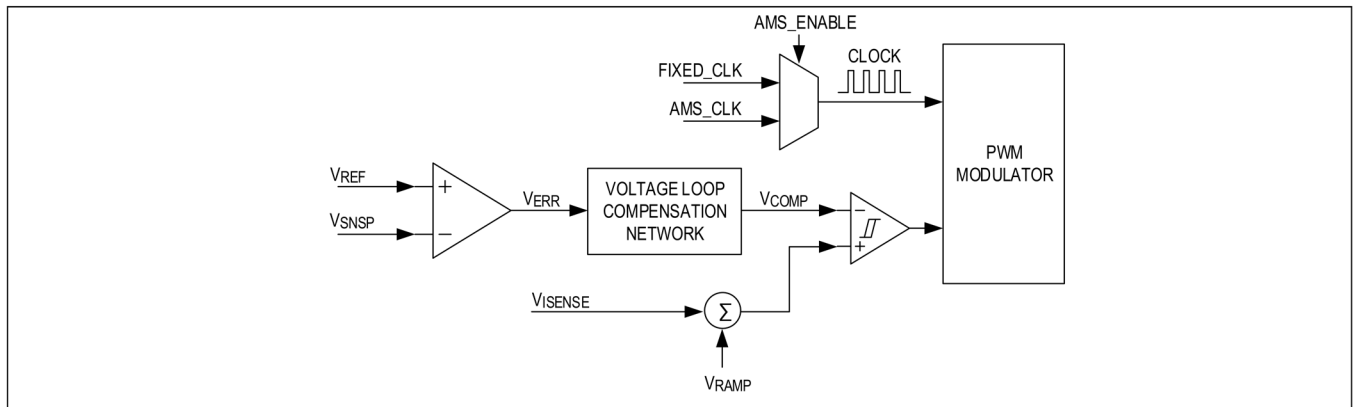 AMS_ENABLE
CLOCK
FIXED_CLK
AMS_CLK
PWM
MODULATOR
VREF
+
VSNSP
−
VERR
VOLTAGE LOOP
COMPENSATION
NETWORK
VCOMP
−
+
VISENSE
Σ
VRAMP